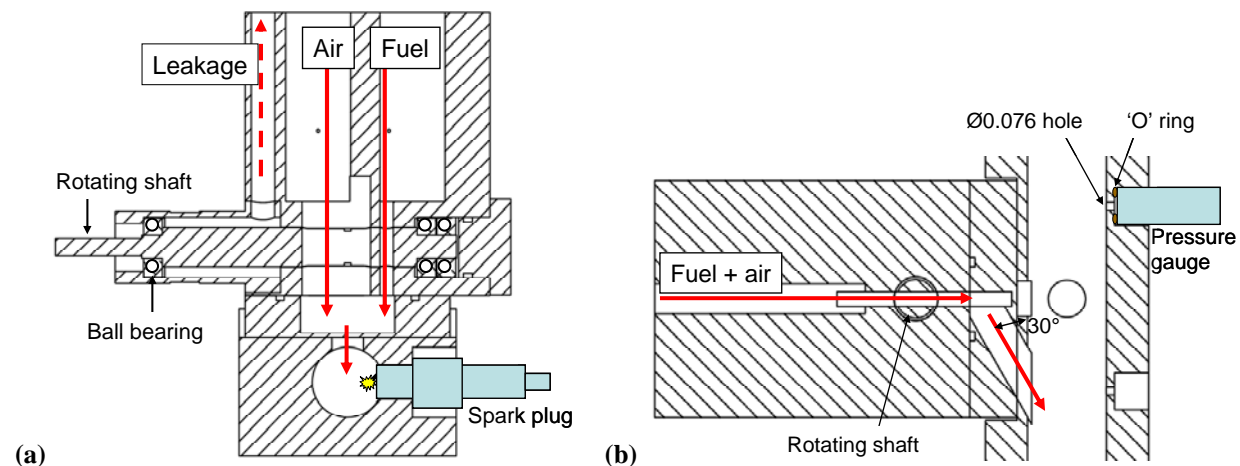 Leakage
Air
Fuel
Rotating shaft
Ball bearing
Spark plug
(a)
Ø0.076 hole
‘O’ ring
Pressure
gauge
Fuel + air
30°
Rotating shaft
(b)